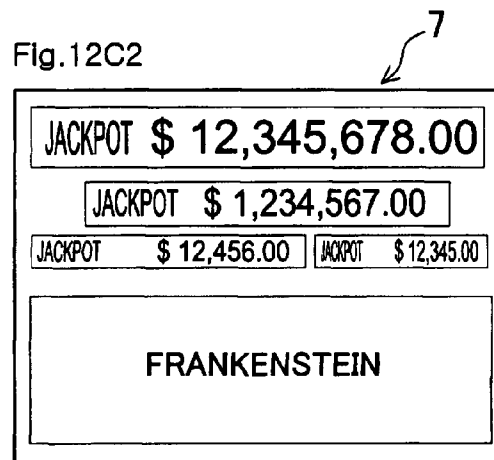 7
Fig.12C2
JACKPOT $ 12,345,678.00
JACKPOT $ 1,234,567.00
JACKPOT $ 12,456.00 JACKPOT $ 12,345.00
FRANKENSTEIN